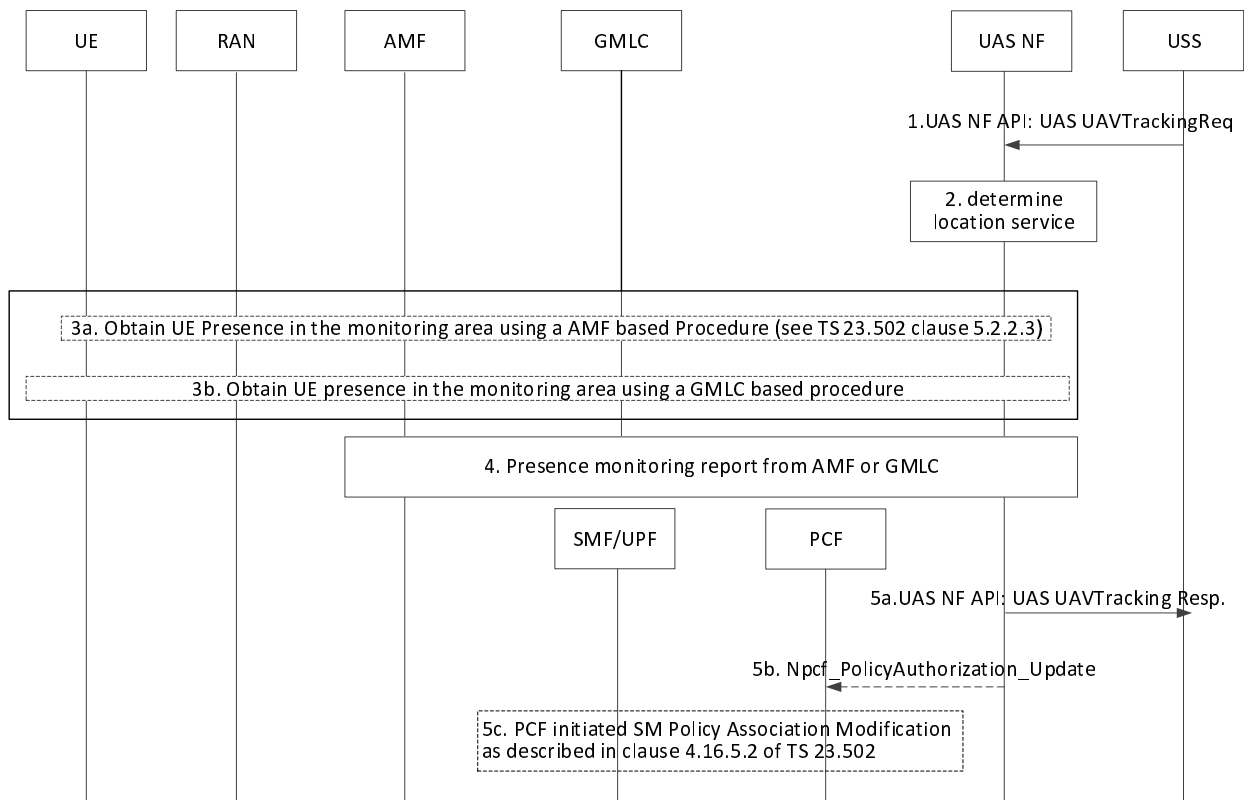 UE
RAN
AMF
GMLC
UAS NF
USS
1.UAS NF API: UAS UAVTrackingReq
2. determine
location service
3a. Obtain UE Presence in the monitoring area using a AMF based Procedure (see TS 23.502 clause 5.2.2.3)
3b. Obtain UE presence in the monitoring area using a GMLC based procedure
4. Presence monitoring report from AMF or GMLC
SMF/UPF
PCF
5a.UAS NF API: UAS UAVTracking Resp.
5b. Npcf_PolicyAuthorization_Update
5c. PCF initiated SM Policy Association Modification
as described in clause 4.16.5.2 of TS 23.502